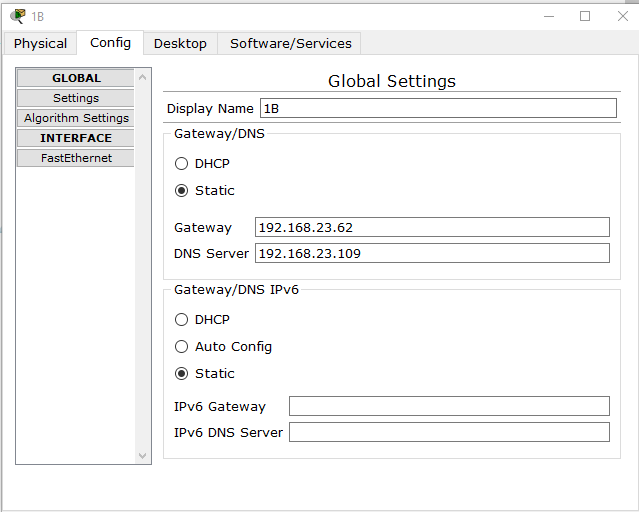 1B
Physical Config Desktop Software/Services
GLOBAL
Settings
Algorithm Settings
INTERFACE
FastEthernet
Global Settings
Display Name 1B
Gateway/DNS
DHCP
Static
Gateway 192.168.23.62
DNS Server 192.168.23.109
Gateway/DNS IPv6
DHCP
Auto Config
Static
IPv6 Gateway
IPv6 DNS Server